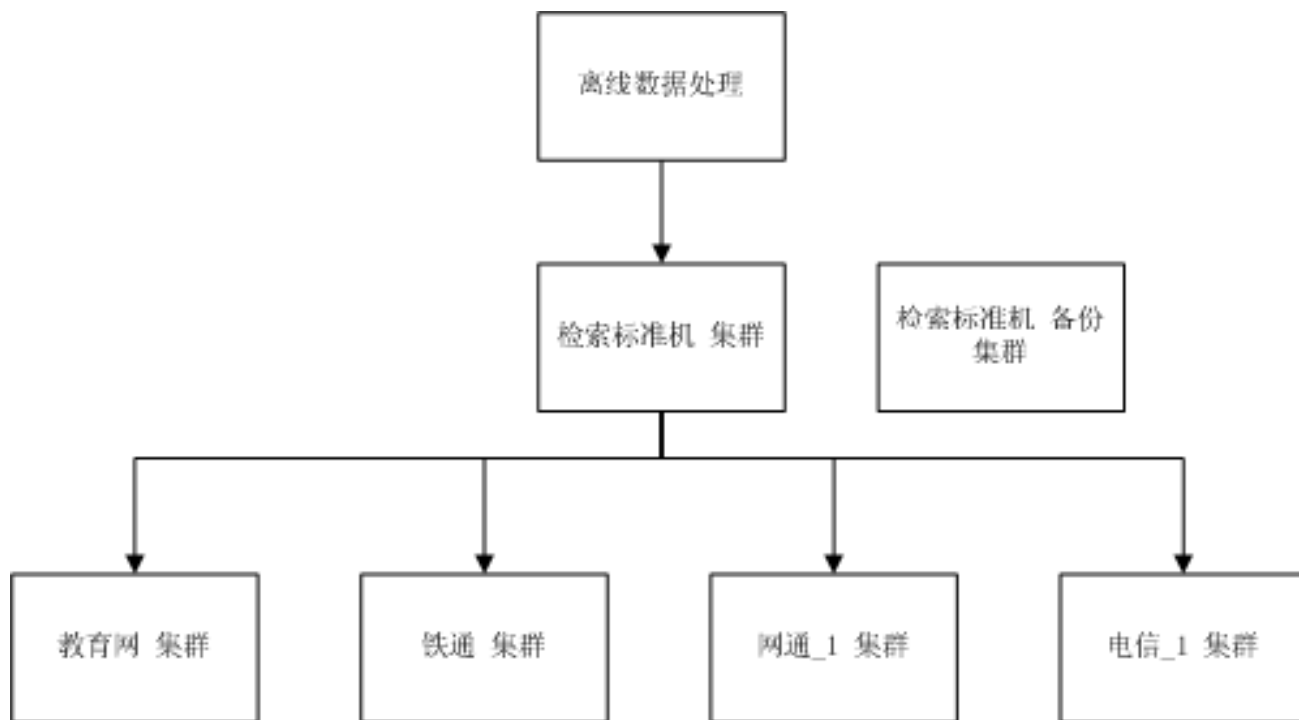 离线数据处理
检索标准机 集群
检索标准机 备份
集群
教育网 集群
铁通 集群
网通_1 集群
电信_1 集群